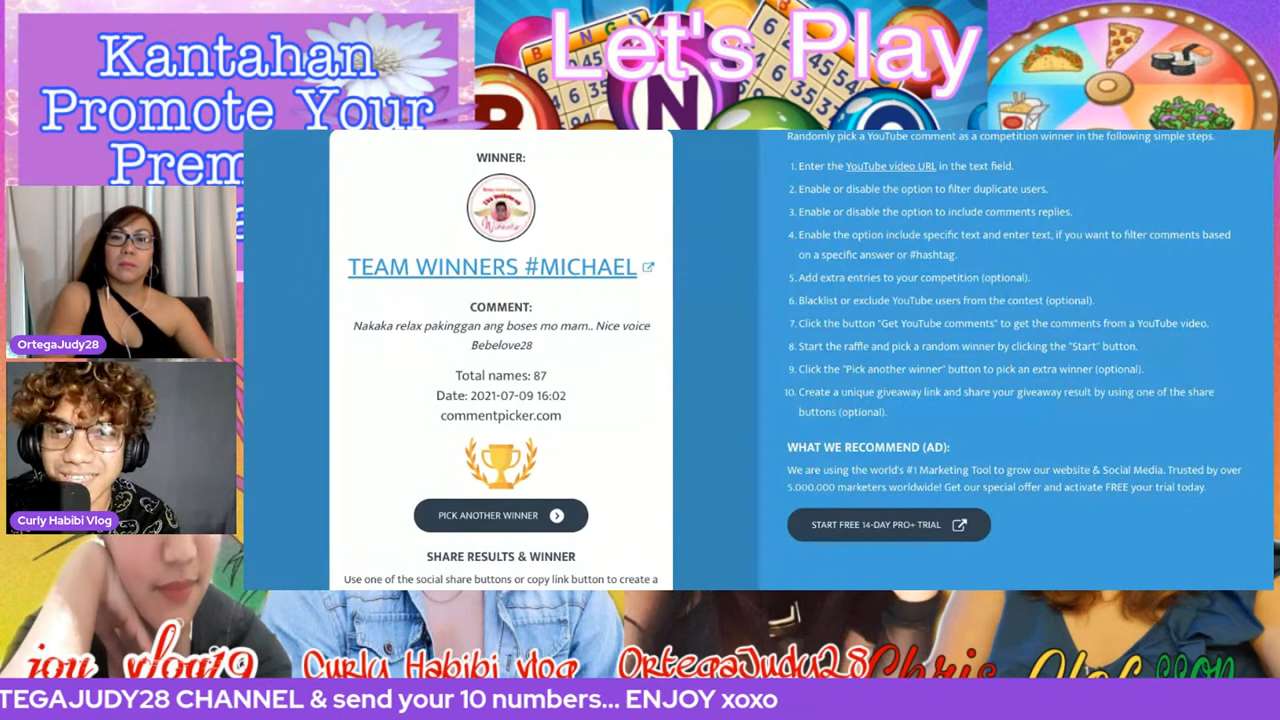 Kantahan
Promote Your
Prem
Let's Play
B I N G O
N
WINNER:
TEAM WINNERS #MICHAEL
COMMENT:
Nakaka relax pakinggan ang boses mo mam.. Nice voice
Bebelove28
Total names: 87
Date: 2021-07-09 16:02
commentpicker.com
PICK ANOTHER WINNER
SHARE RESULTS & WINNER
Use one of the social share buttons or copy link button to create a
Randomly pick a YouTube comment as a competition winner in the following simple steps.
1. Enter the YouTube video URL in the text field.
2. Enable or disable the option to filter duplicate users.
3. Enable or disable the option to include comments replies.
4. Enable the option include specific text and enter text, if you want to filter comments based
on a specific answer or #hashtag.
5. Add extra entries to your competition (optional).
6. Blacklist or exclude YouTube users from the contest (optional).
7. Click the button "Get YouTube comments" to get the comments from a YouTube video.
8. Start the raffle and pick a random winner by clicking the "Start" button.
9. Click the "Pick another winner" button to pick an extra winner (optional).
10. Create a unique giveaway link and share your giveaway result by using one of the share
buttons (optional).
WHAT WE RECOMMEND (AD):
We are using the world's #1 Marketing Tool to grow our website & Social Media. Trusted by over
5.000.000 marketers worldwide! Get our special offer and activate FREE your trial today.
START FREE 14-DAY PRO+ TRIAL
OrtegaJudy28
Curly Habibi Vlog
joy vlog19
Curly Habibi vlog
OrtegaJudy28
Chris
TEGAJUDY28 CHANNEL & send your 10 numbers... ENJOY xoxo